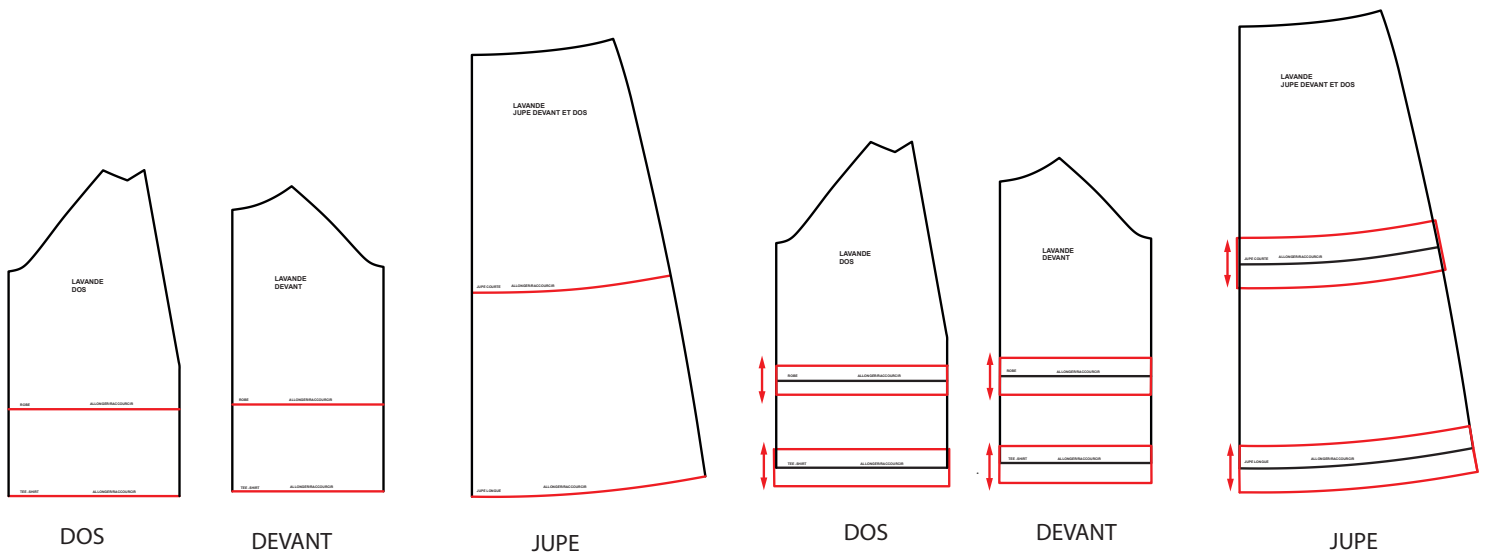 LAVANDE
DOS
ROBE ALLONGER/RACCOURCIR
TEE .SHIRT ALLONGER/RACCOURCIR
DOS
LAVANDE
DEVANT
ROBE ALLONGER/RACCOURCIR
TEE .SHIRT ALLONGER/RACCOURCIR
DEVANT
LAVANDE
JUPE DEVANT ET DOS
JUPE COURTE ALLONGER/RACCOURCIR
JUPE LONGUE ALLONGER/RACCOURCIR
JUPE
LAVANDE
DOS
ROBE ALLONGER/RACCOURCIR
TEE .SHIRT ALLONGER/RACCOURCIR
DOS
LAVANDE
DEVANT
ROBE ALLONGER/RACCOURCIR
TEE .SHIRT ALLONGER/RACCOURCIR
DEVANT
LAVANDE
JUPE DEVANT ET DOS
JUPE COURTE ALLONGER/RACCOURCIR
JUPE LONGUE ALLONGER/RACCOURCIR
JUPE